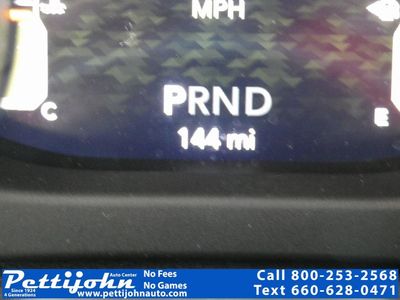 MPH
PRND
144 mi
C
E
Pettijohn
Auto Center
Since 1924
4 Generations
www.pettijohnauto.com
No Fees
No Games
Call 800-253-2568
Text 660-628-0471